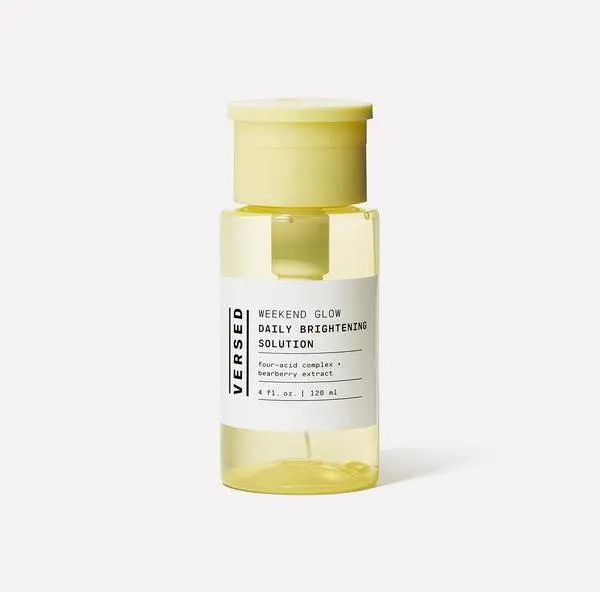 VERSED
WEEKEND GLOW
DAILY BRIGHTENING
SOLUTION
four-acid complex +
bearberry extract
4 fl. oz. | 120 ml